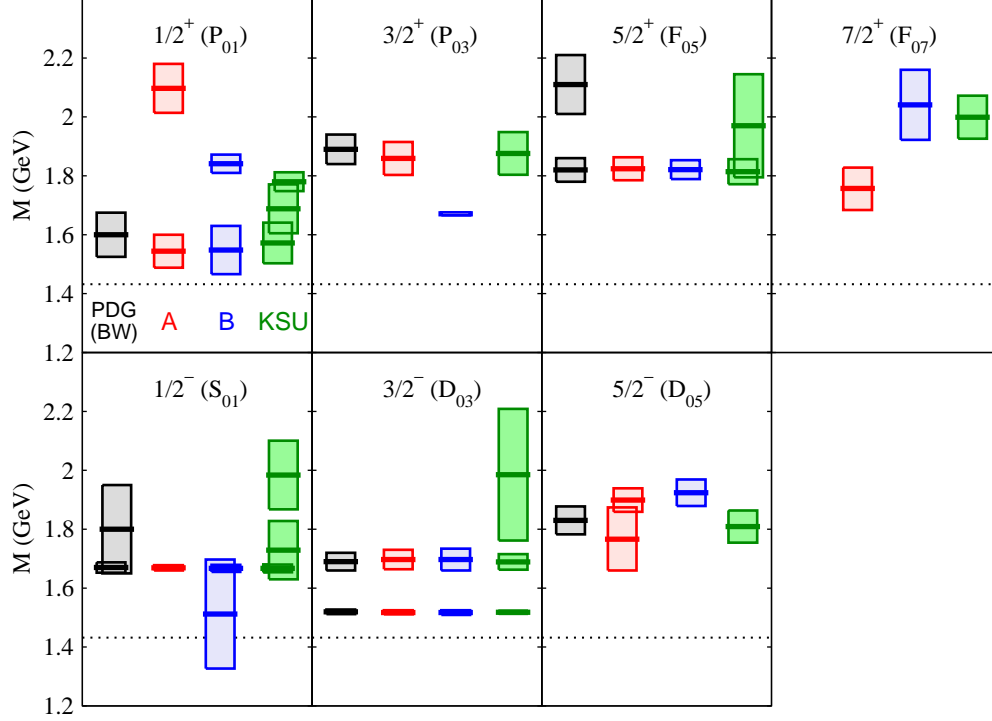 1/2⁺ (P₀₁) 3/2⁺ (P₀₃) 5/2⁺ (F₀₅) 7/2⁺ (F₀₇)
M (GeV)
2.2
2
1.8
1.6
1.4
1.2
PDG
(BW)
A B KSU
1/2⁻ (S₀₁) 3/2⁻ (D₀₃) 5/2⁻ (D₀₅)
M (GeV)
2.2
2
1.8
1.6
1.4
1.2